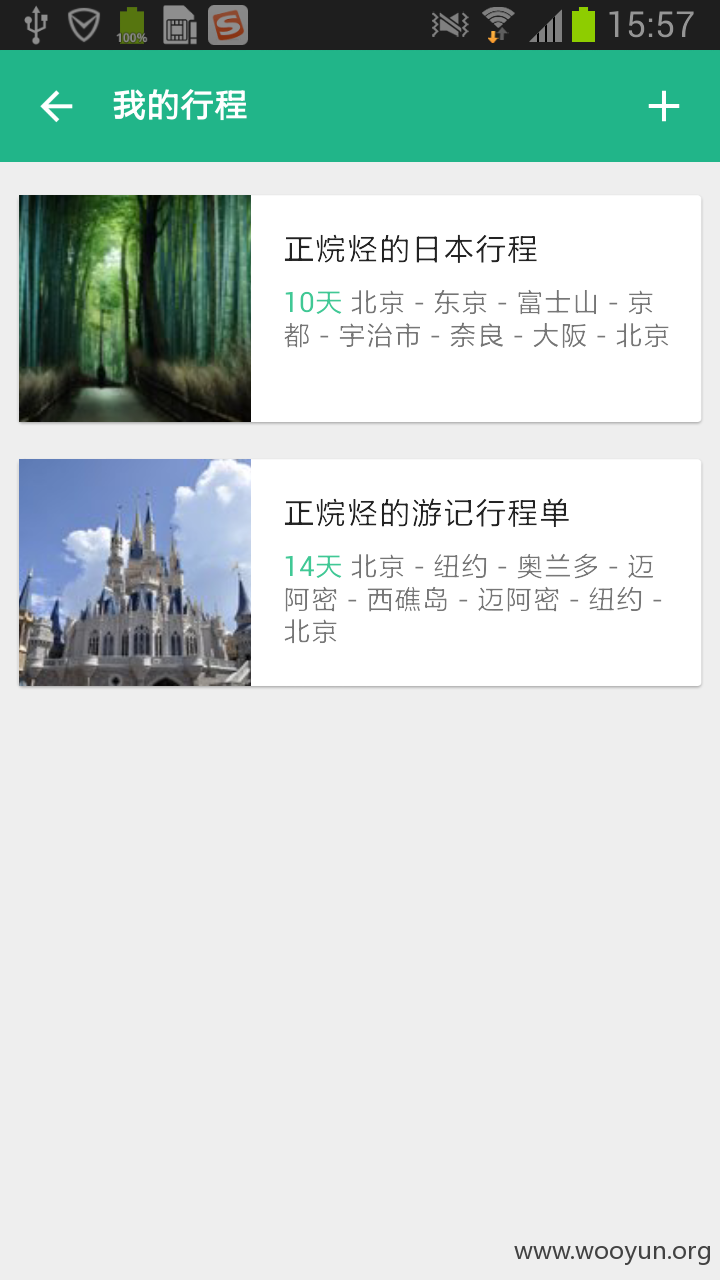 100%
15:57
我的行程
正烷烃的日本行程
10天 北京 - 东京 - 富士山 - 京
都 - 宇治市 - 奈良 - 大阪 - 北京
正烷烃的游记行程单
14天 北京 - 纽约 - 奥兰多 - 迈
阿密 - 西礁岛 - 迈阿密 - 纽约 -
北京
www.wooyun.org